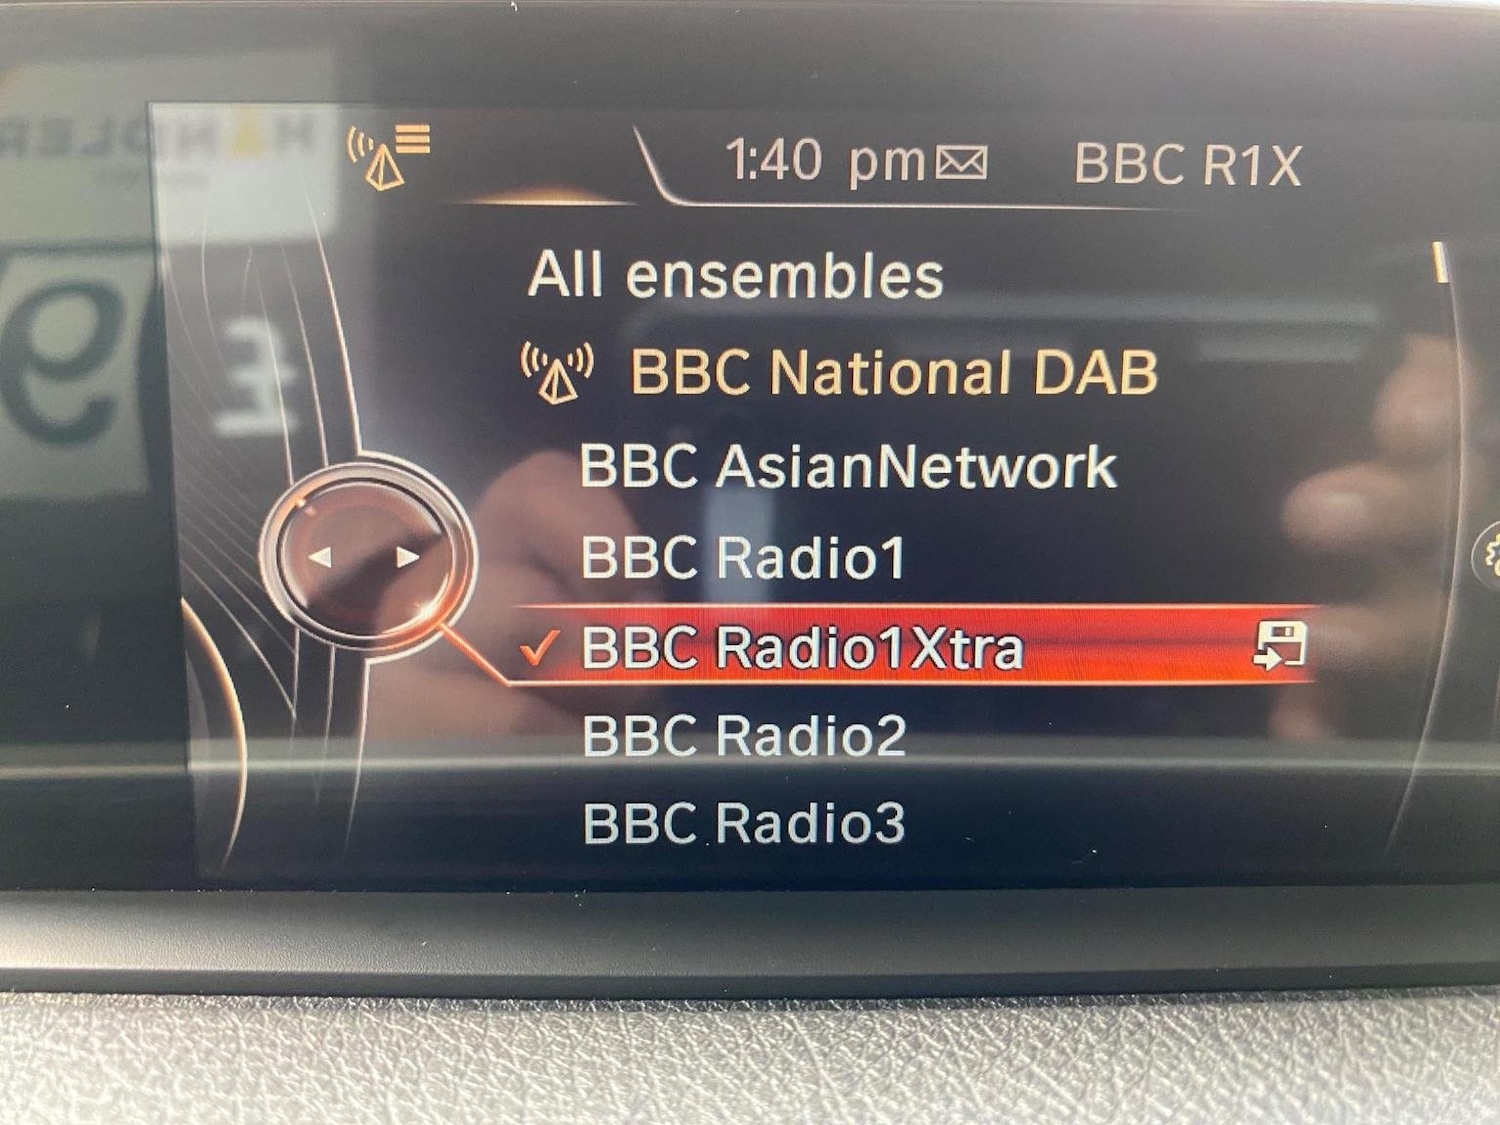 1:40 pm BBC R1X
All ensembles
BBC National DAB
BBC AsianNetwork
BBC Radio1
BBC Radio1Xtra
BBC Radio2
BBC Radio3